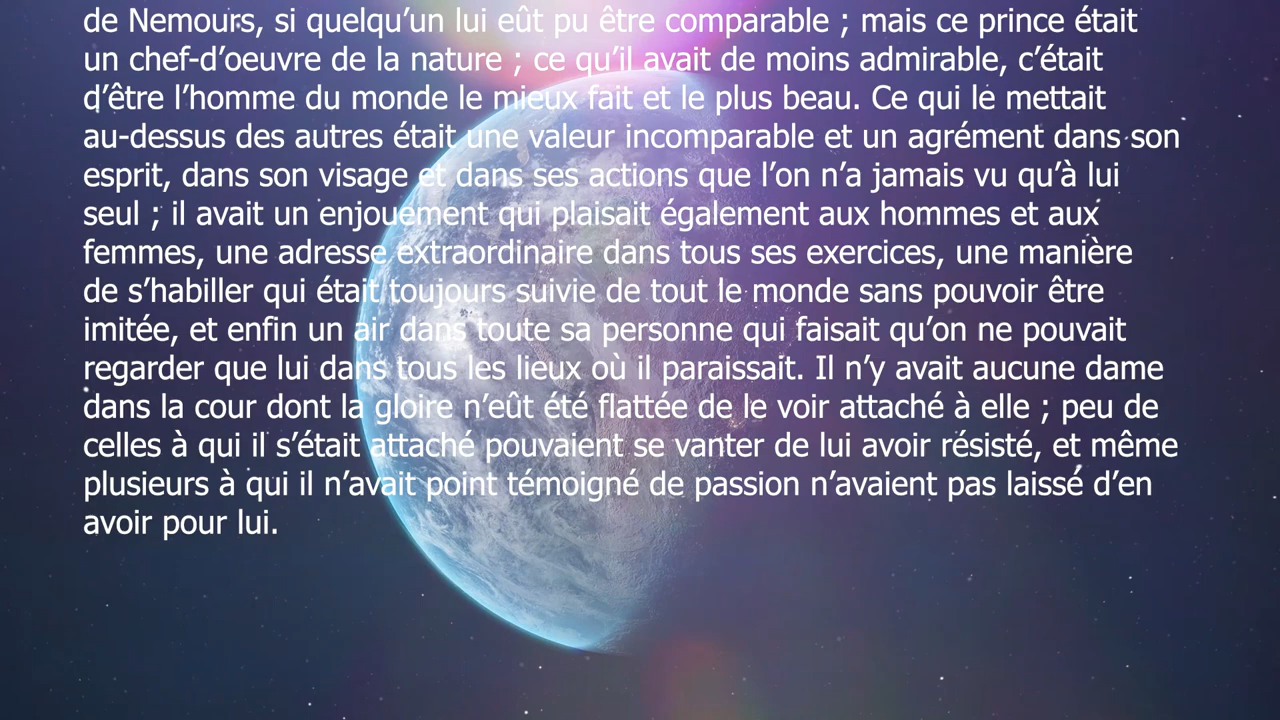 de Nemours, si quelqu’un lui eût pu être comparable ; mais ce prince était
un chef-d’oeuvre de la nature ; ce qu’il avait de moins admirable, c’était
d’être l’homme du monde le mieux fait et le plus beau. Ce qui le mettait
au-dessus des autres était une valeur incomparable et un agrément dans son
esprit, dans son visage et dans ses actions que l’on n’a jamais vu qu’à lui
seul ; il avait un enjouement qui plaisait également aux hommes et aux
femmes, une adresse extraordinaire dans tous ses exercices, une manière
de s’habiller qui était toujours suivie de tout le monde sans pouvoir être
imitée, et enfin un air dans toute sa personne qui faisait qu’on ne pouvait
regarder que lui dans tous les lieux où il paraissait. Il n’y avait aucune dame
dans la cour dont la gloire n’eût été flattée de le voir attaché à elle ; peu de
celles à qui il s’était attaché pouvaient se vanter de lui avoir résisté, et même
plusieurs à qui il n’avait point témoigné de passion n’avaient pas laissé d’en
avoir pour lui.